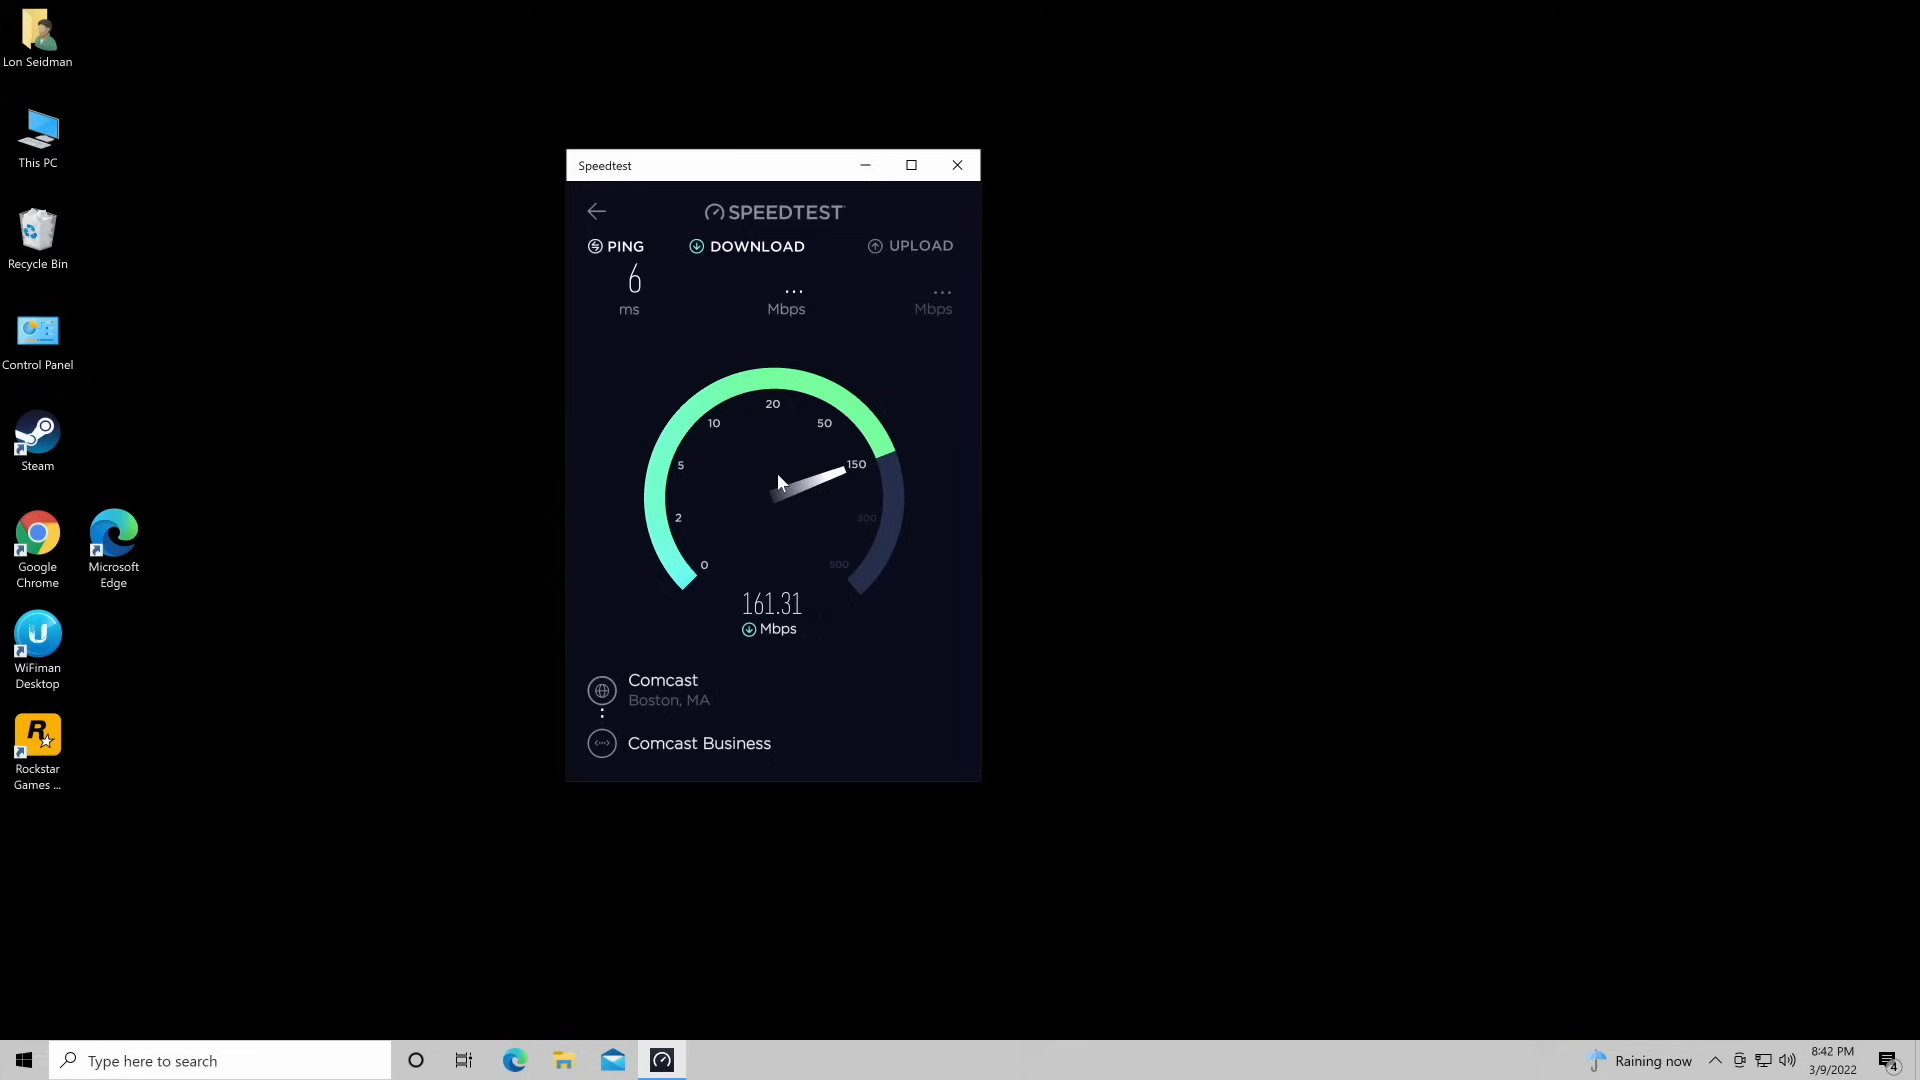 Lon Seidman
This PC
Recycle Bin
Control Panel
Steam
Google
Chrome
Microsoft
Edge
WiFiman
Desktop
Rockstar
Games ...
Speedtest
SPEEDTEST
PING
DOWNLOAD
UPLOAD
6
...
...
ms
Mbps
Mbps
20
10
50
5
150
2
300
0
500
161.31
Mbps
Comcast
Boston, MA
Comcast Business
Type here to search
Raining now
8:42 PM
3/9/2022
4